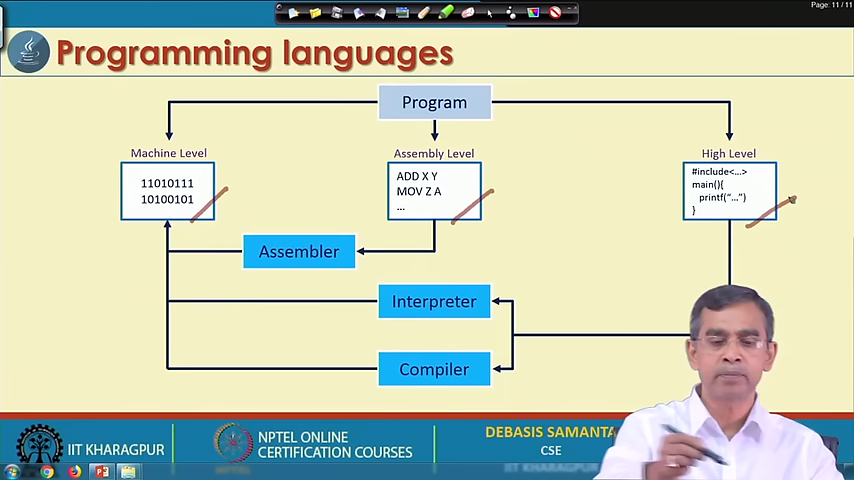 Page: 11 / 11
Programming languages
Program
Machine Level
Assembly Level
High Level
11010111
10100101
ADD X Y
MOV Z A
...
#include<...>
main(){
printf("...")
}
Assembler
Interpreter
Compiler
IIT KHARAGPUR
NPTEL ONLINE
CERTIFICATION COURSES
DEBASIS SAMANTA
CSE